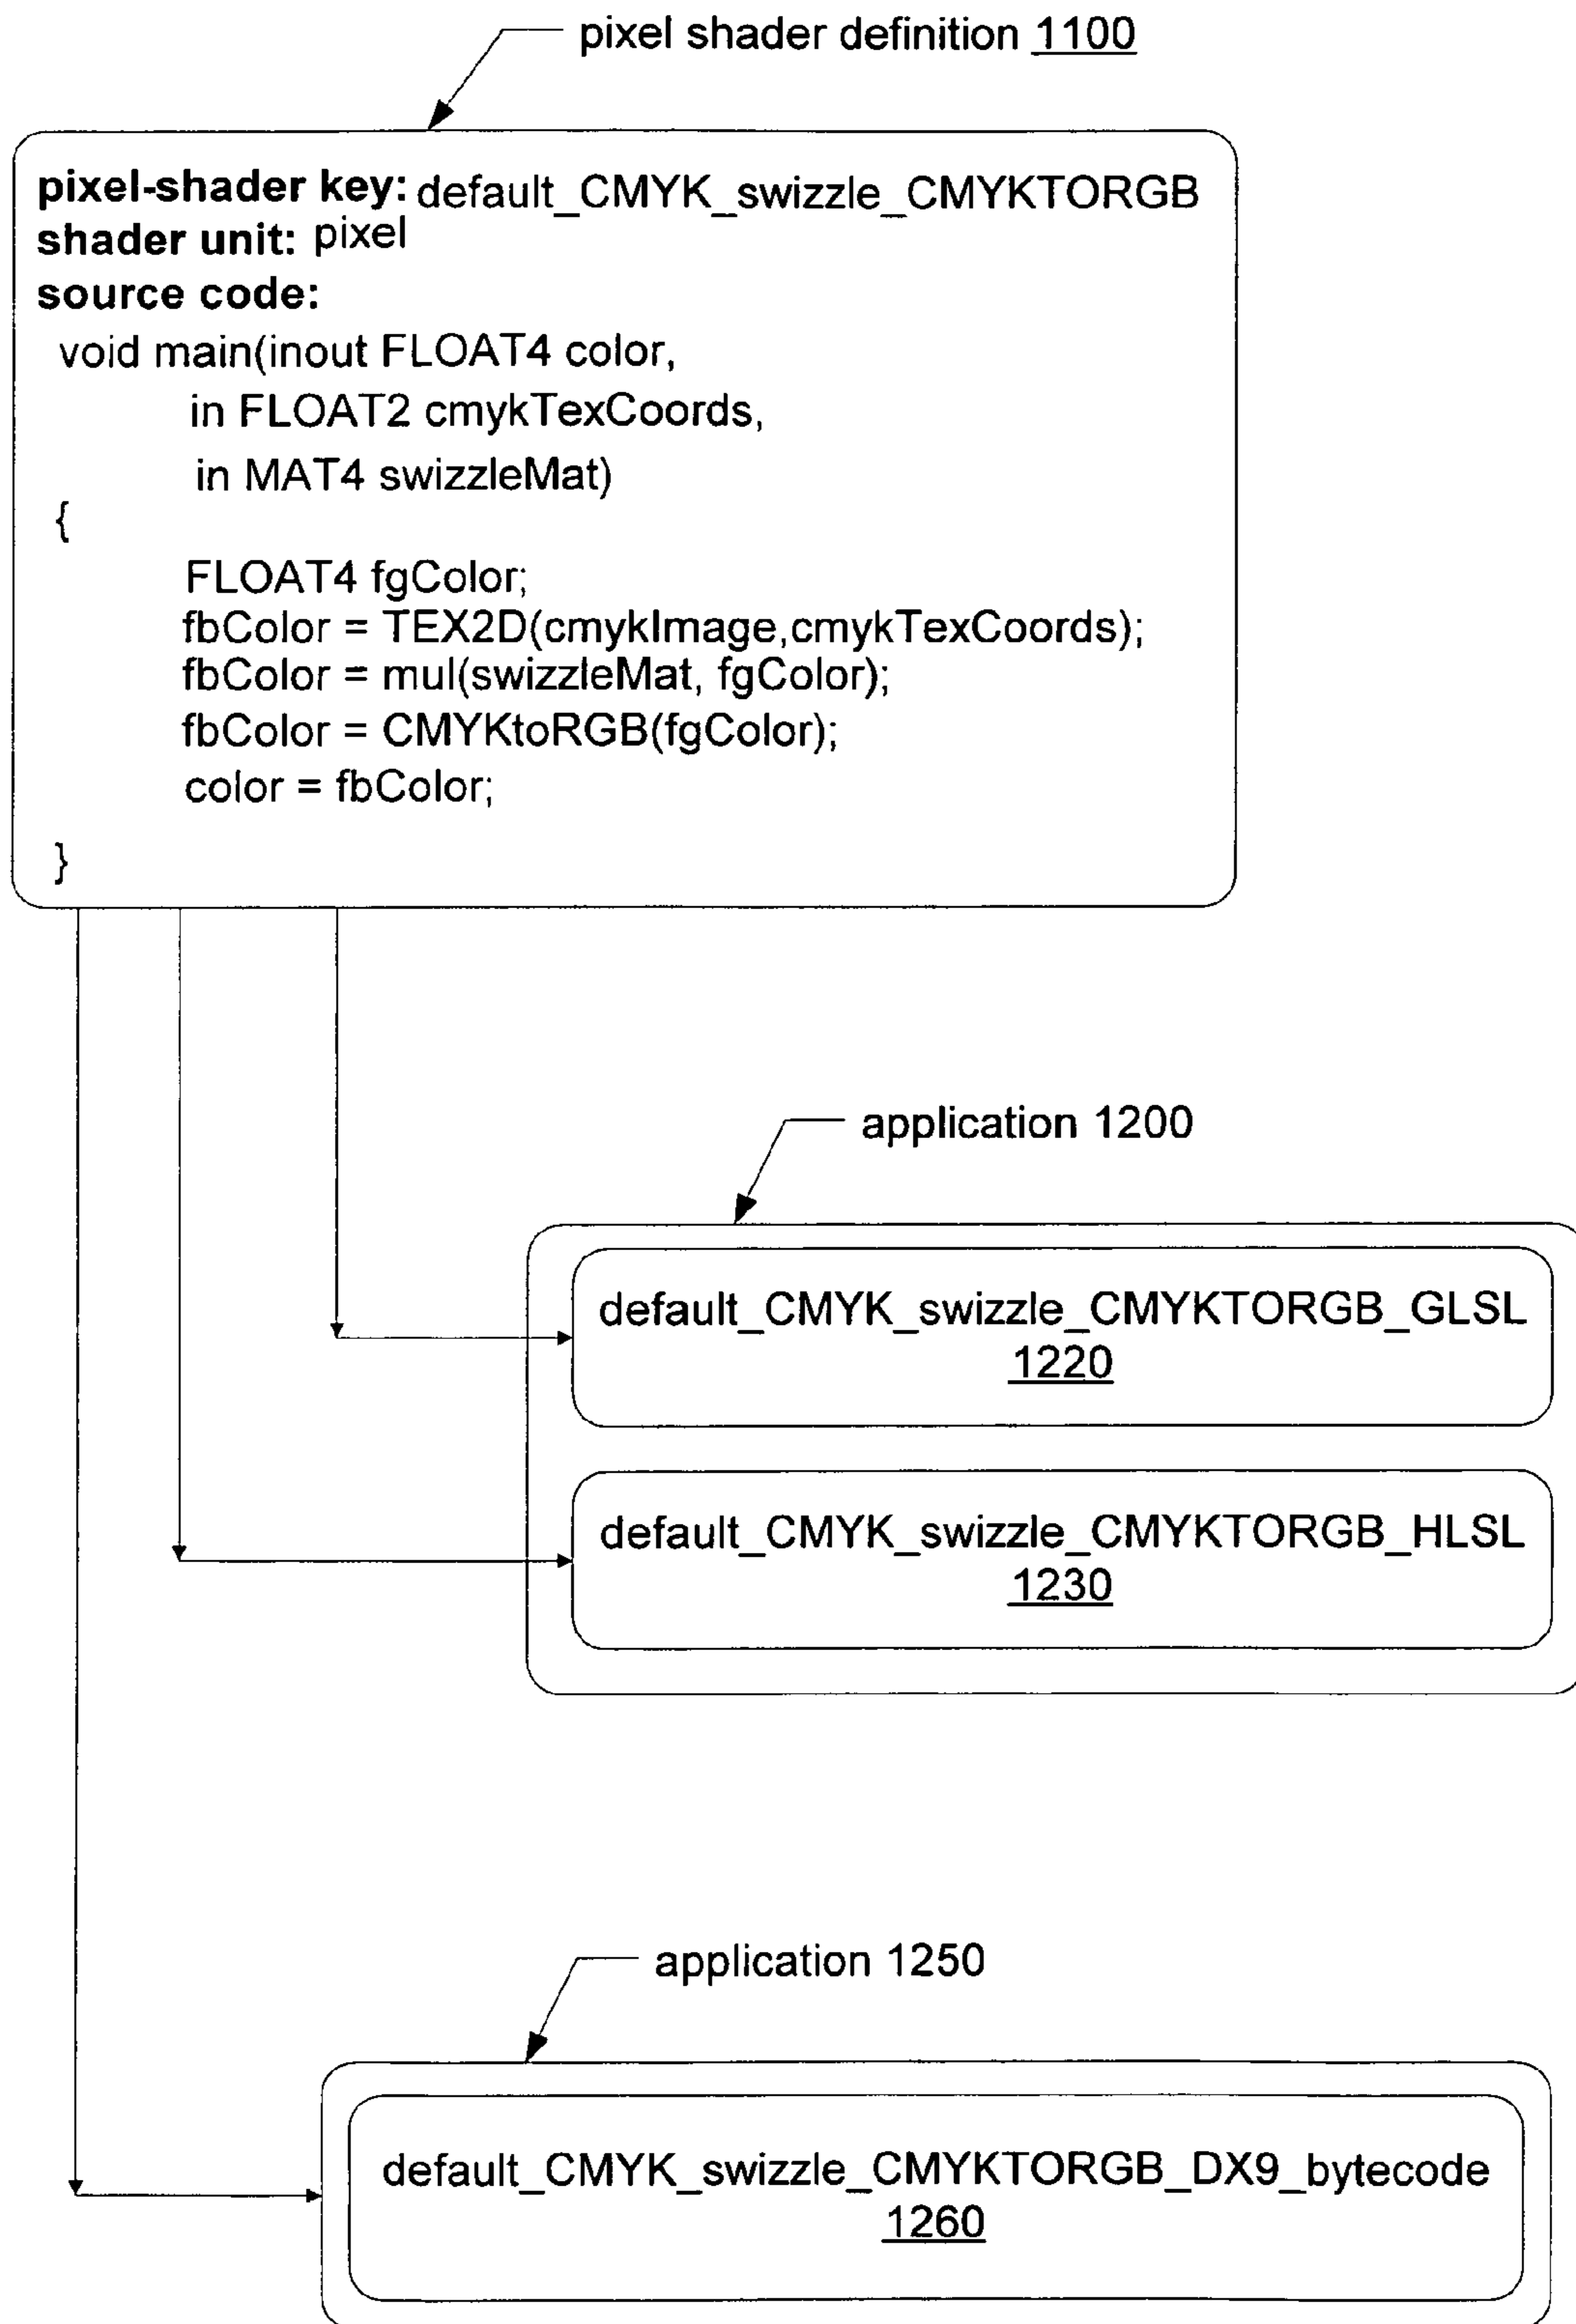 pixel shader definition 1100
pixel-shader key: default_CMYK_swizzle_CMYKTORGB
shader unit: pixel
source code:
void main(inout FLOAT4 color,
in FLOAT2 cmykTexCoords,
in MAT4 swizzleMat)
{
FLOAT4 fgColor;
fbColor = TEX2D(cmykImage,cmykTexCoords);
fbColor = mul(swizzleMat, fgColor);
fbColor = CMYKtoRGB(fgColor);
color = fbColor;
}
application 1200
default_CMYK_swizzle_CMYKTORGB_GLSL
1220
default_CMYK_swizzle_CMYKTORGB_HLSL
1230
application 1250
default_CMYK_swizzle_CMYKTORGB_DX9_bytecode
1260